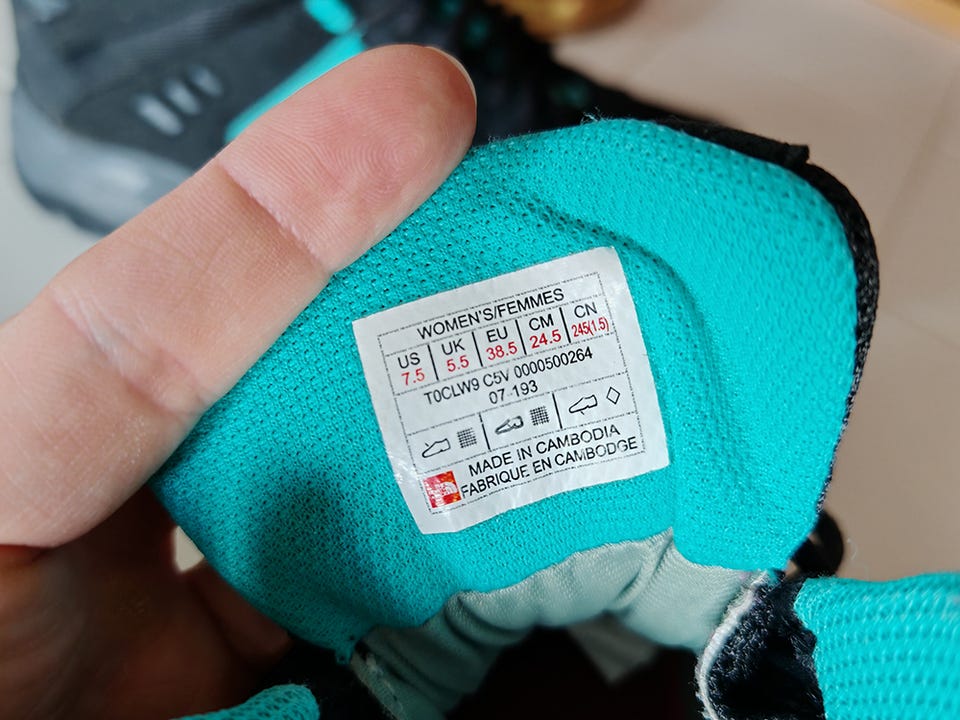 WOMEN'S/FEMMES
US UK EU CM CN
7.5 5.5 38.5 24.5 245(1.5)
T0CLW9 C5V 0000500264
07-193
MADE IN CAMBODIA
FABRIQUE EN CAMBODGE